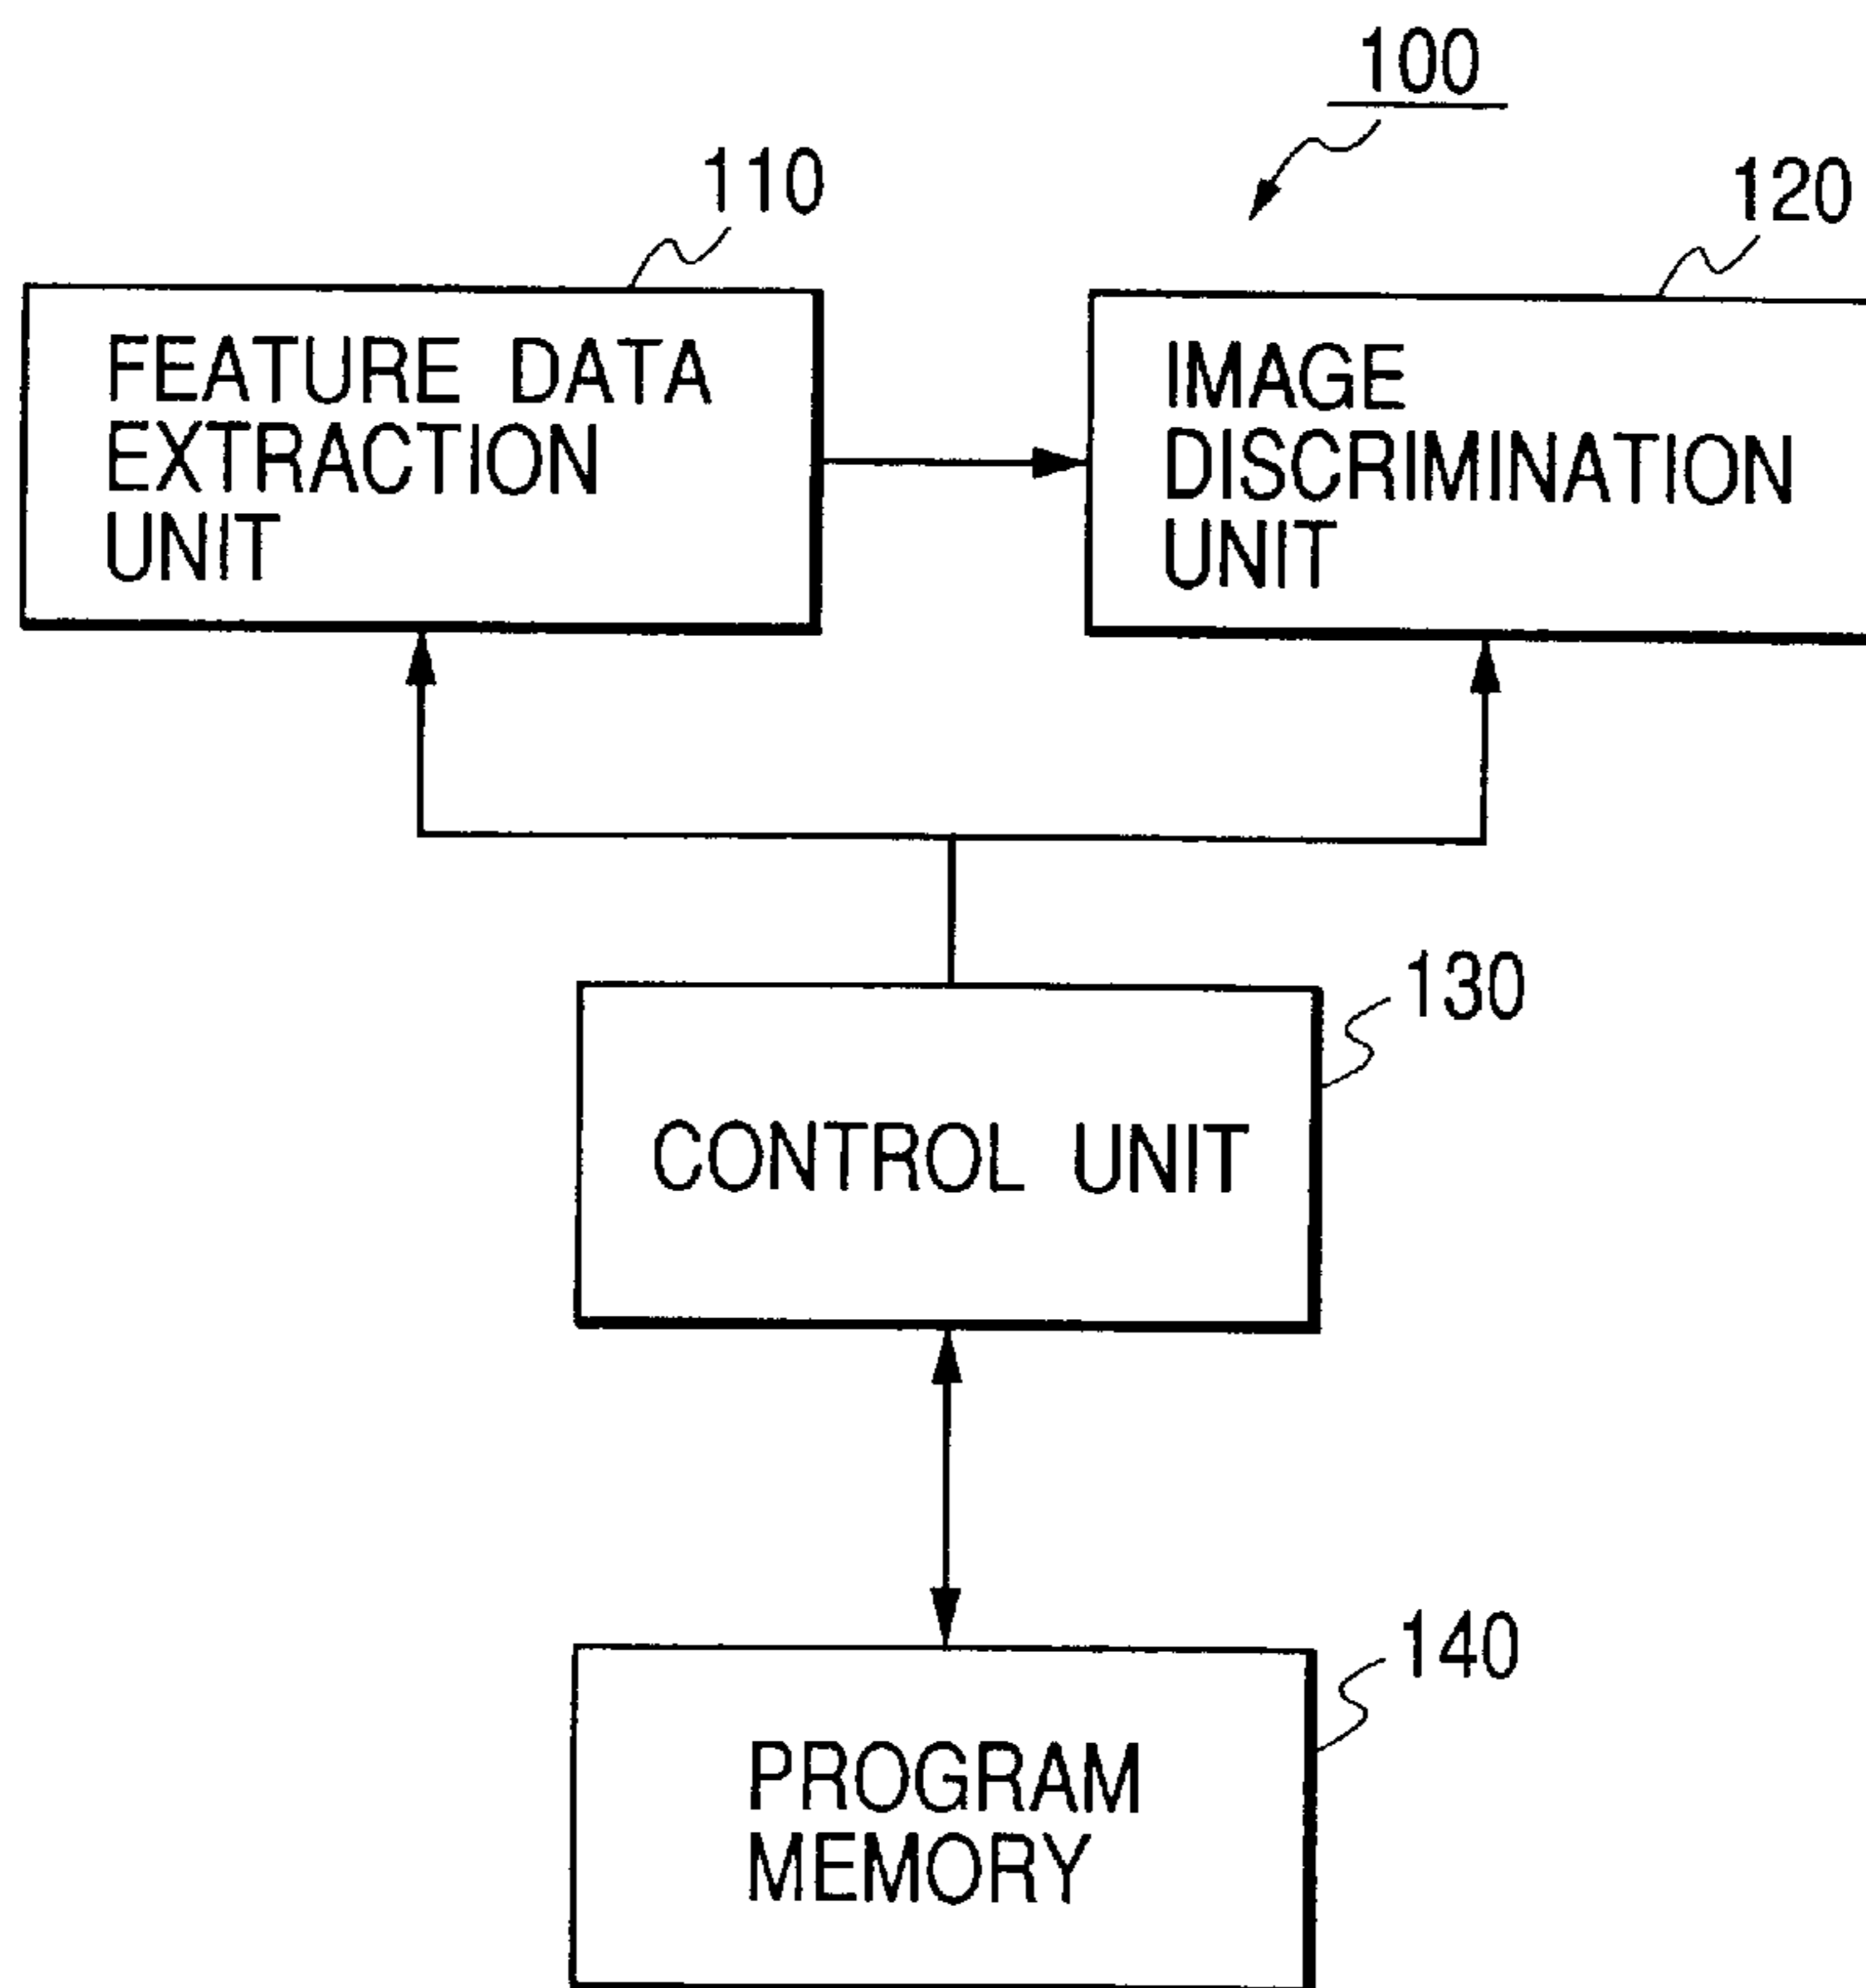 100
110
120
FEATURE DATA
EXTRACTION
UNIT
IMAGE
DISCRIMINATION
UNIT
130
CONTROL UNIT
140
PROGRAM
MEMORY